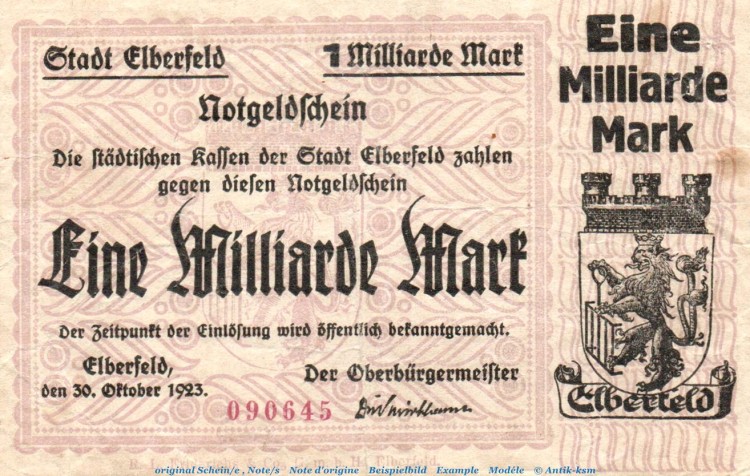 Stadt Elberfeld
1 Milliarde Mark
Notgeldschein
Die städtischen Kassen der Stadt Elberfeld zahlen
gegen diesen Notgeldschein
Eine Milliarde Mark
Der Zeitpunkt der Einlösung wird öffentlich bekanntgemacht.
Elberfeld,
den 30. Oktober 1923.
Der Oberbürgermeister
090645
Eine
Milliarde
Mark
Elberfeld
Elberfeld.
original Schein/e , Note/s Note d'origine Beispielbild Example Modèle © Antik-ksm